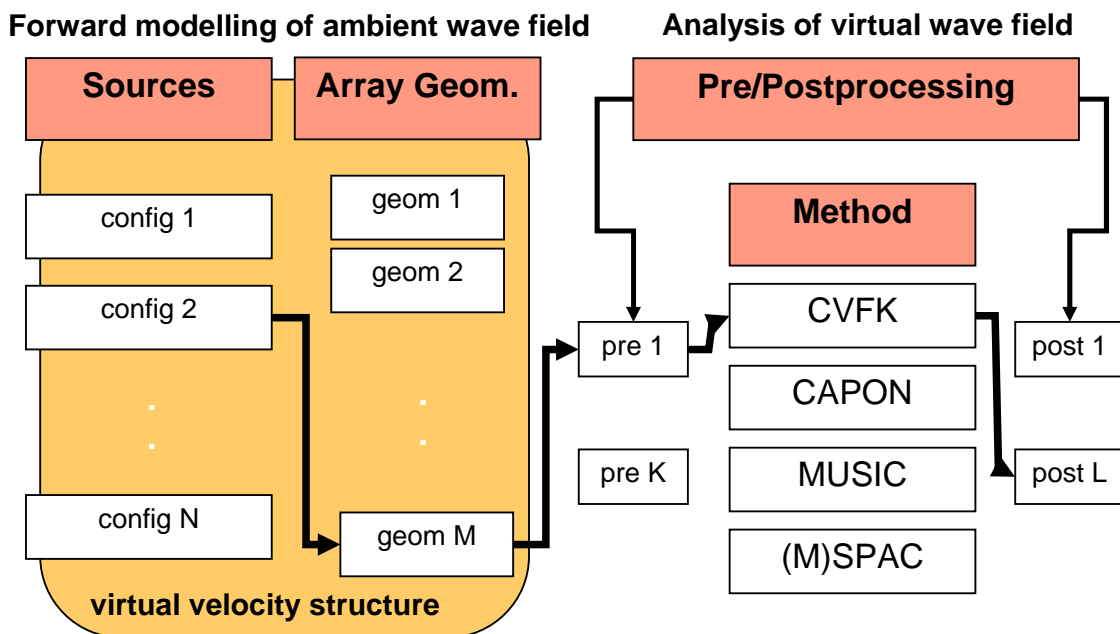 Forward modelling of ambient wave field
Analysis of virtual wave field
Sources
Array Geom.
Pre/Postprocessing
config 1
geom 1
Method
config 2
geom 2
CVFK
pre 1
post 1
.
.
.
.
CAPON
pre K
MUSIC
post L
config N
geom M
(M)SPAC
virtual velocity structure